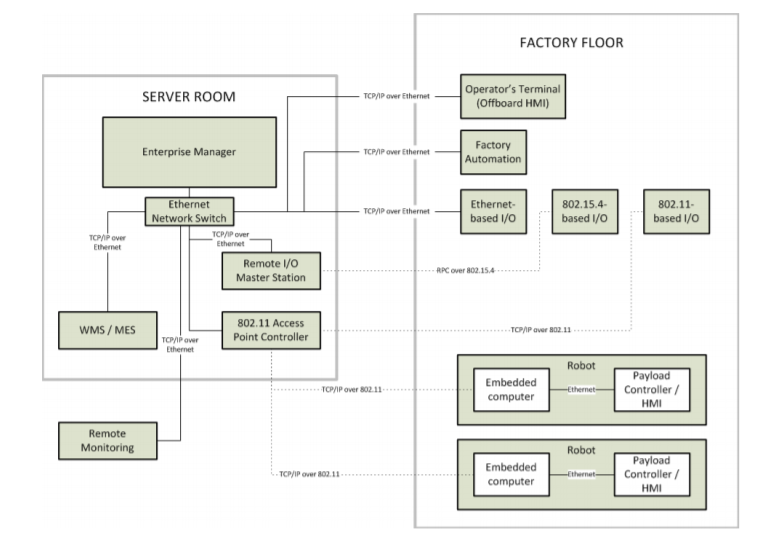 FACTORY FLOOR
SERVER ROOM
Enterprise Manager
Ethernet
Network Switch
TCP/IP over Ethernet
Operator's Terminal
(Offboard HMI)
TCP/IP over Ethernet
Factory
Automation
TCP/IP over Ethernet
Ethernet-
based I/O
802.15.4-
based I/O
802.11-
based I/O
TCP/IP over
Ethernet
TCP/IP over
Ethernet
Remote I/O
Master Station
RPC over 802.15.4
WMS / MES
TCP/IP over
Ethernet
802.11 Access
Point Controller
TCP/IP over 802.11
Robot
TCP/IP over 802.11
Embedded
computer
Ethernet
Payload
Controller /
HMI
Remote
Monitoring
Robot
TCP/IP over 802.11
Embedded
computer
Ethernet
Payload
Controller /
HMI